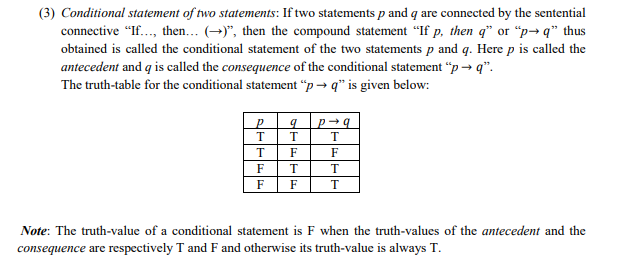 (3) Conditional statement of two statements: If two statements p and q are connected by the sentential
connective “If…, then… (→)”, then the compound statement “If p, then q” or “p→ q” thus
obtained is called the conditional statement of the two statements p and q. Here p is called the
antecedent and q is called the consequence of the conditional statement “p → q”.
The truth-table for the conditional statement “p → q” is given below:
p q p → q
T T T
T F F
F T T
F F T
Note: The truth-value of a conditional statement is F when the truth-values of the antecedent and the
consequence are respectively T and F and otherwise its truth-value is always T.